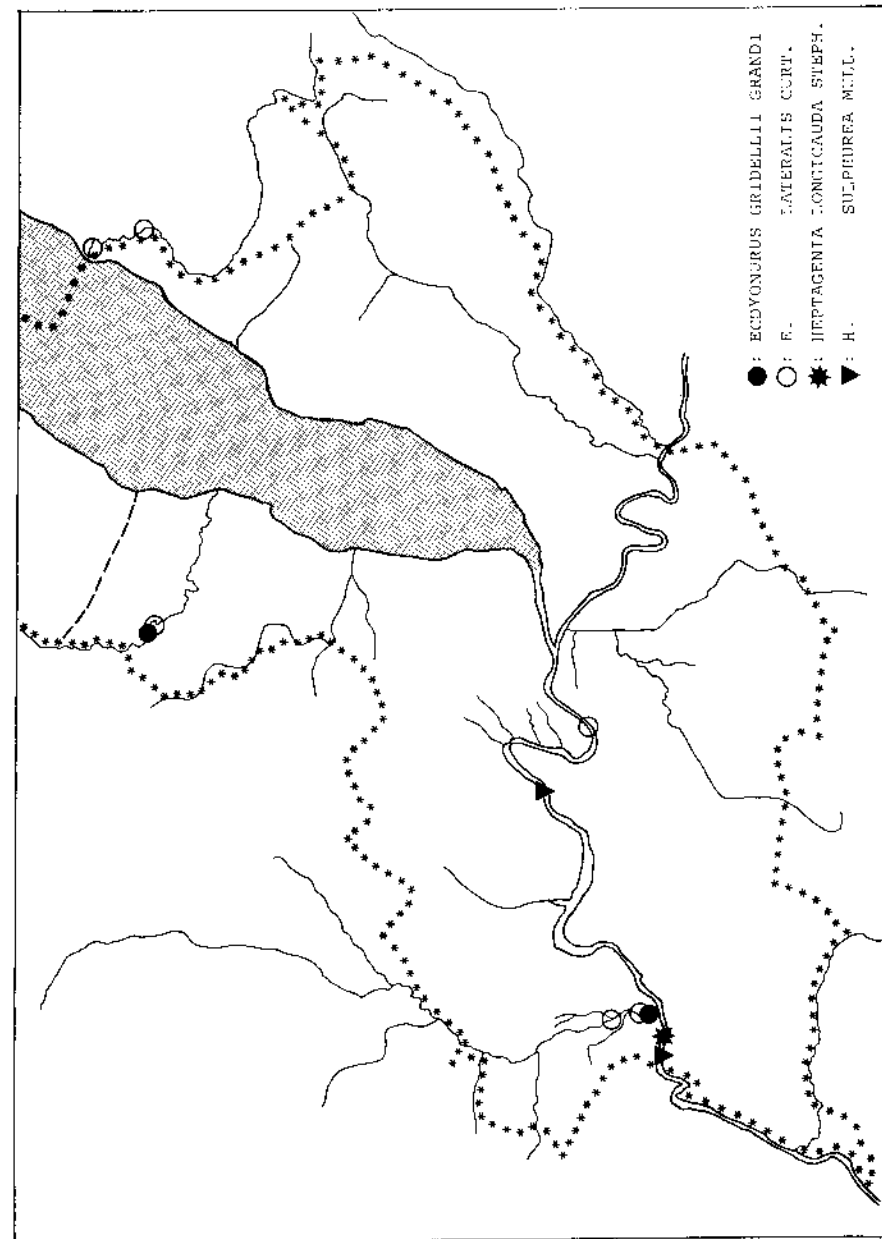 ●: ECDYONURUS GRIDELLII GRANDI
○: E. LATERALIS CURT.
✸: HEPTAGENIA LONGICAUDA STEPH.
▼: H. SULPHUREA MULL.